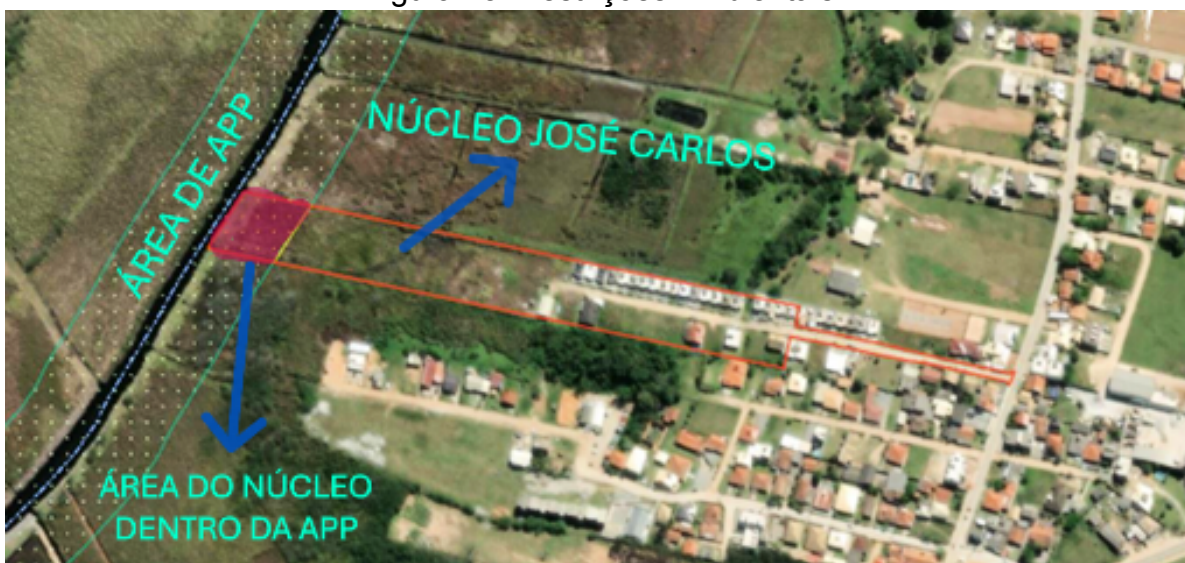 NÚCLEO JOSÉ CARLOS
ÁREA DE APP
ÁREA DO NÚCLEO
DENTRO DA APP